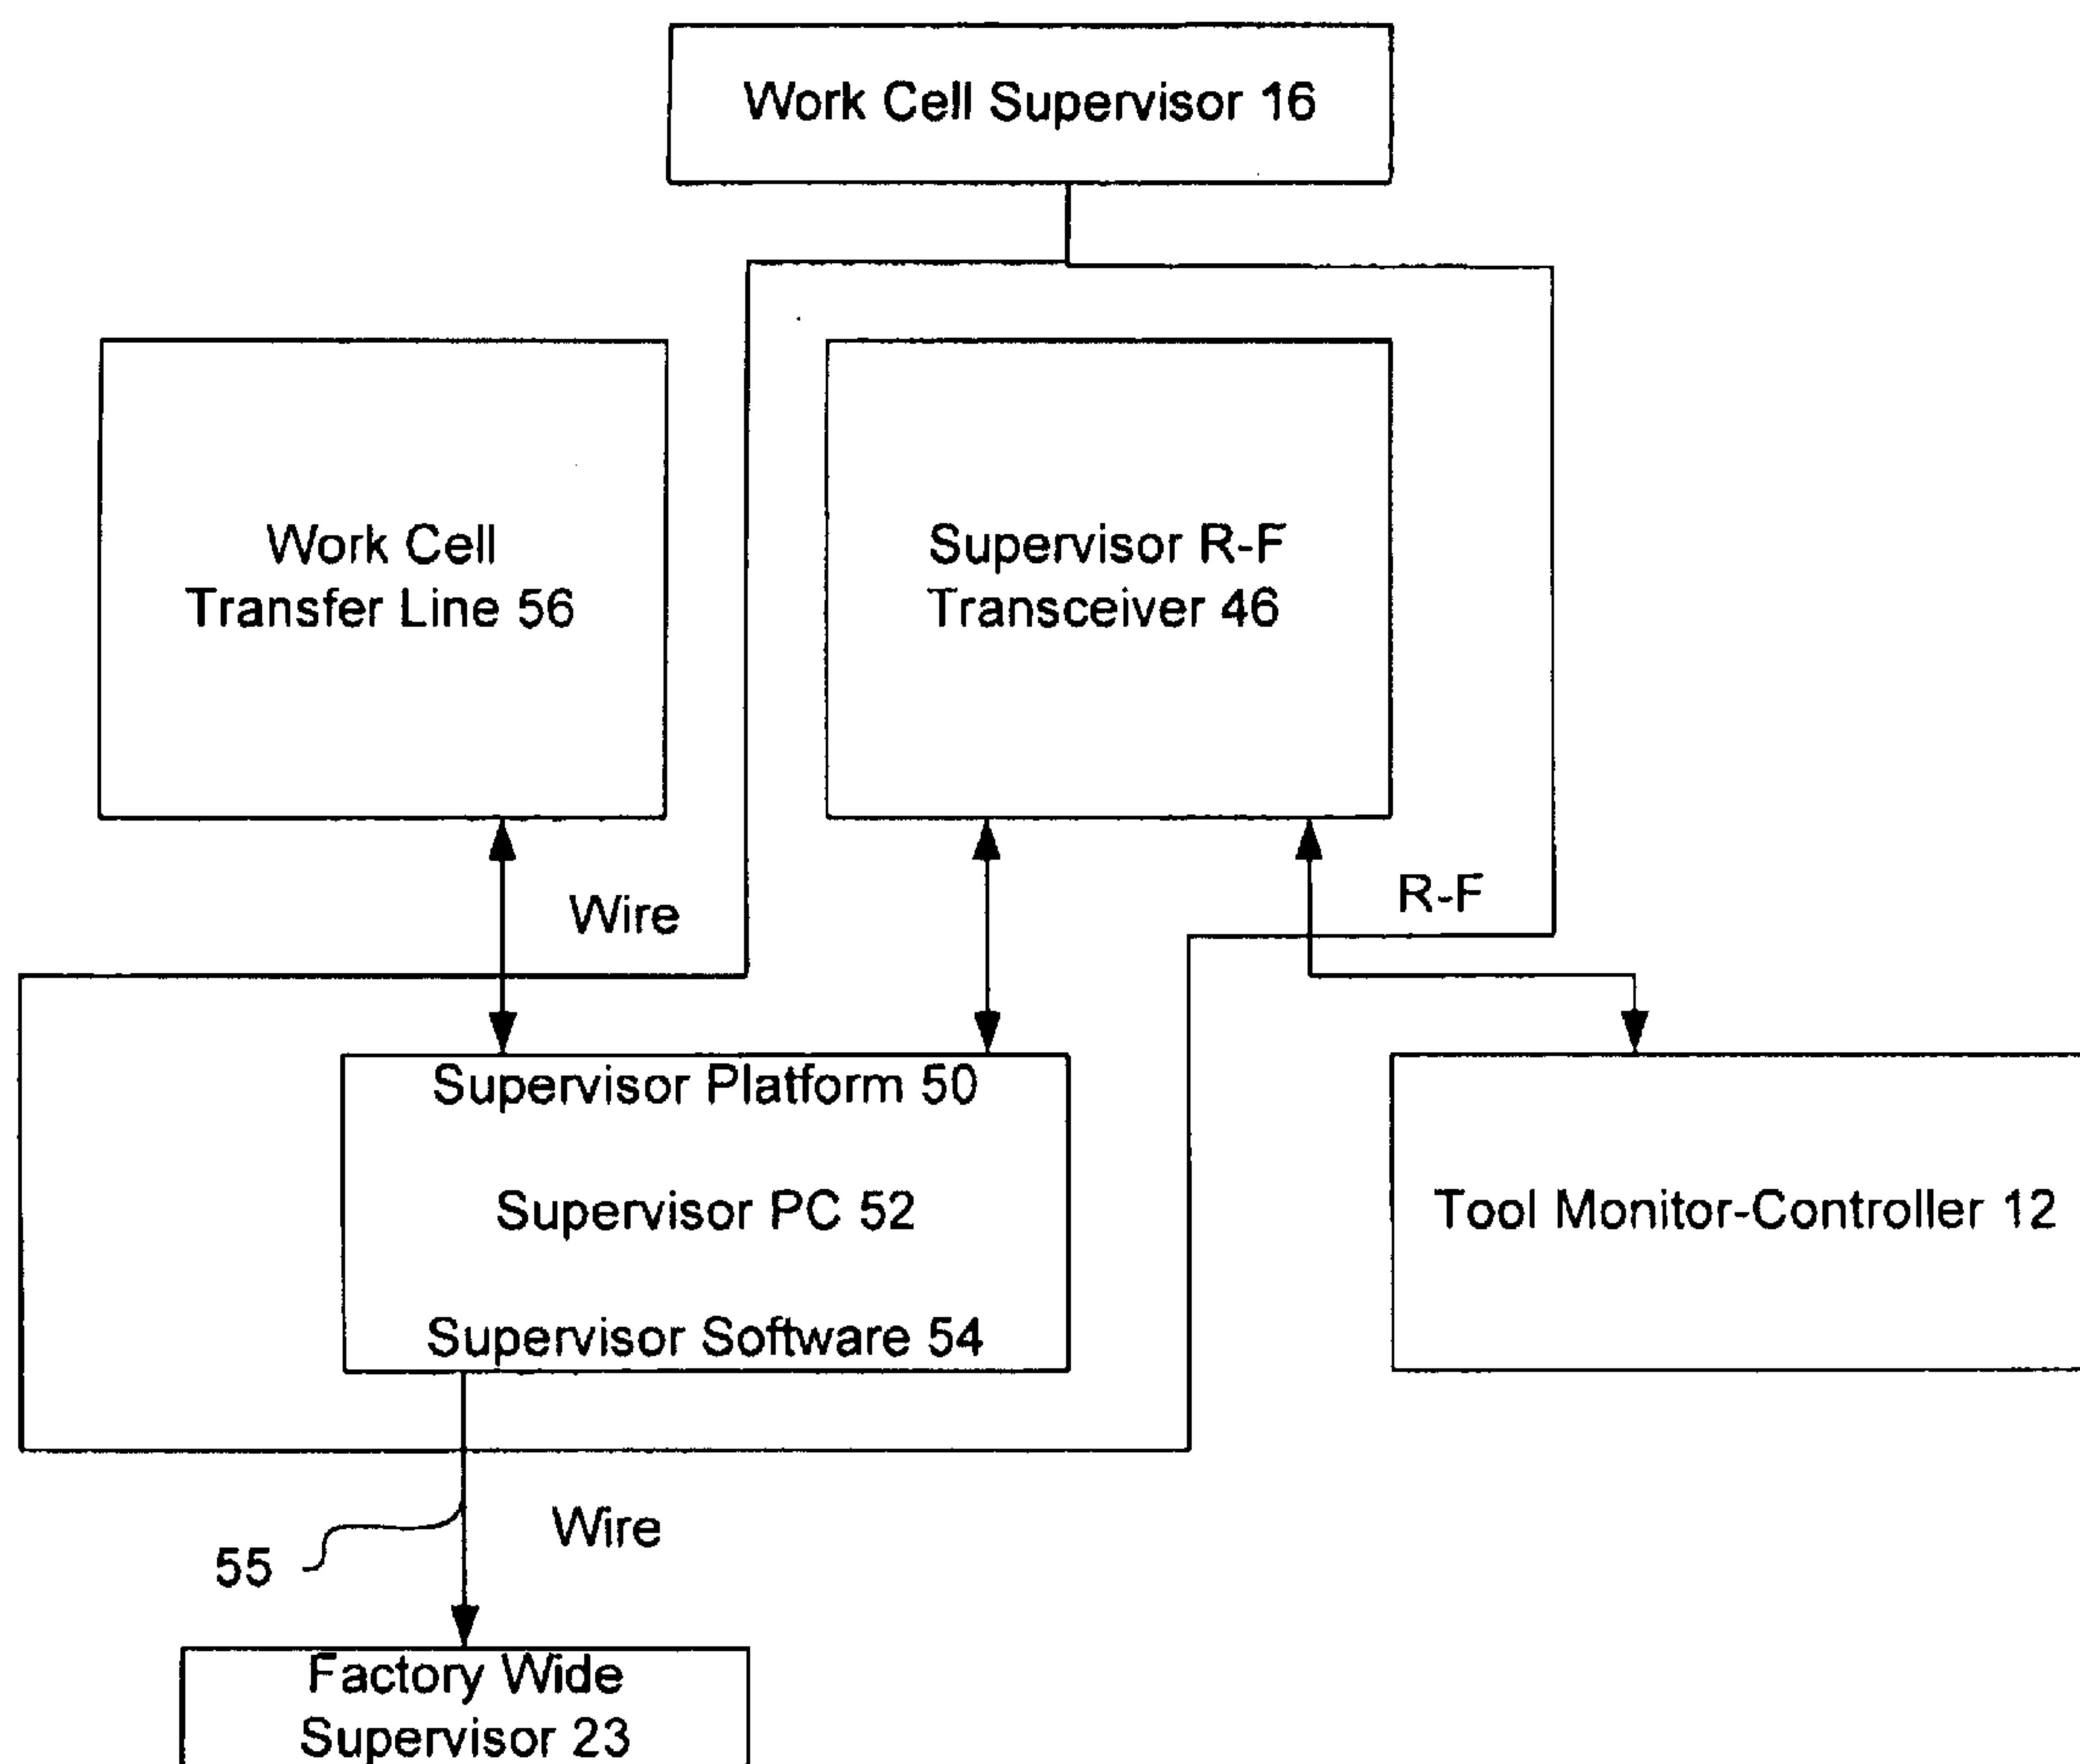 Work Cell Supervisor 16
Work Cell
Transfer Line 56
Supervisor R-F
Transceiver 46
Wire
R-F
Supervisor Platform 50
Supervisor PC 52
Supervisor Software 54
Tool Monitor-Controller 12
55
Wire
Factory Wide
Supervisor 23